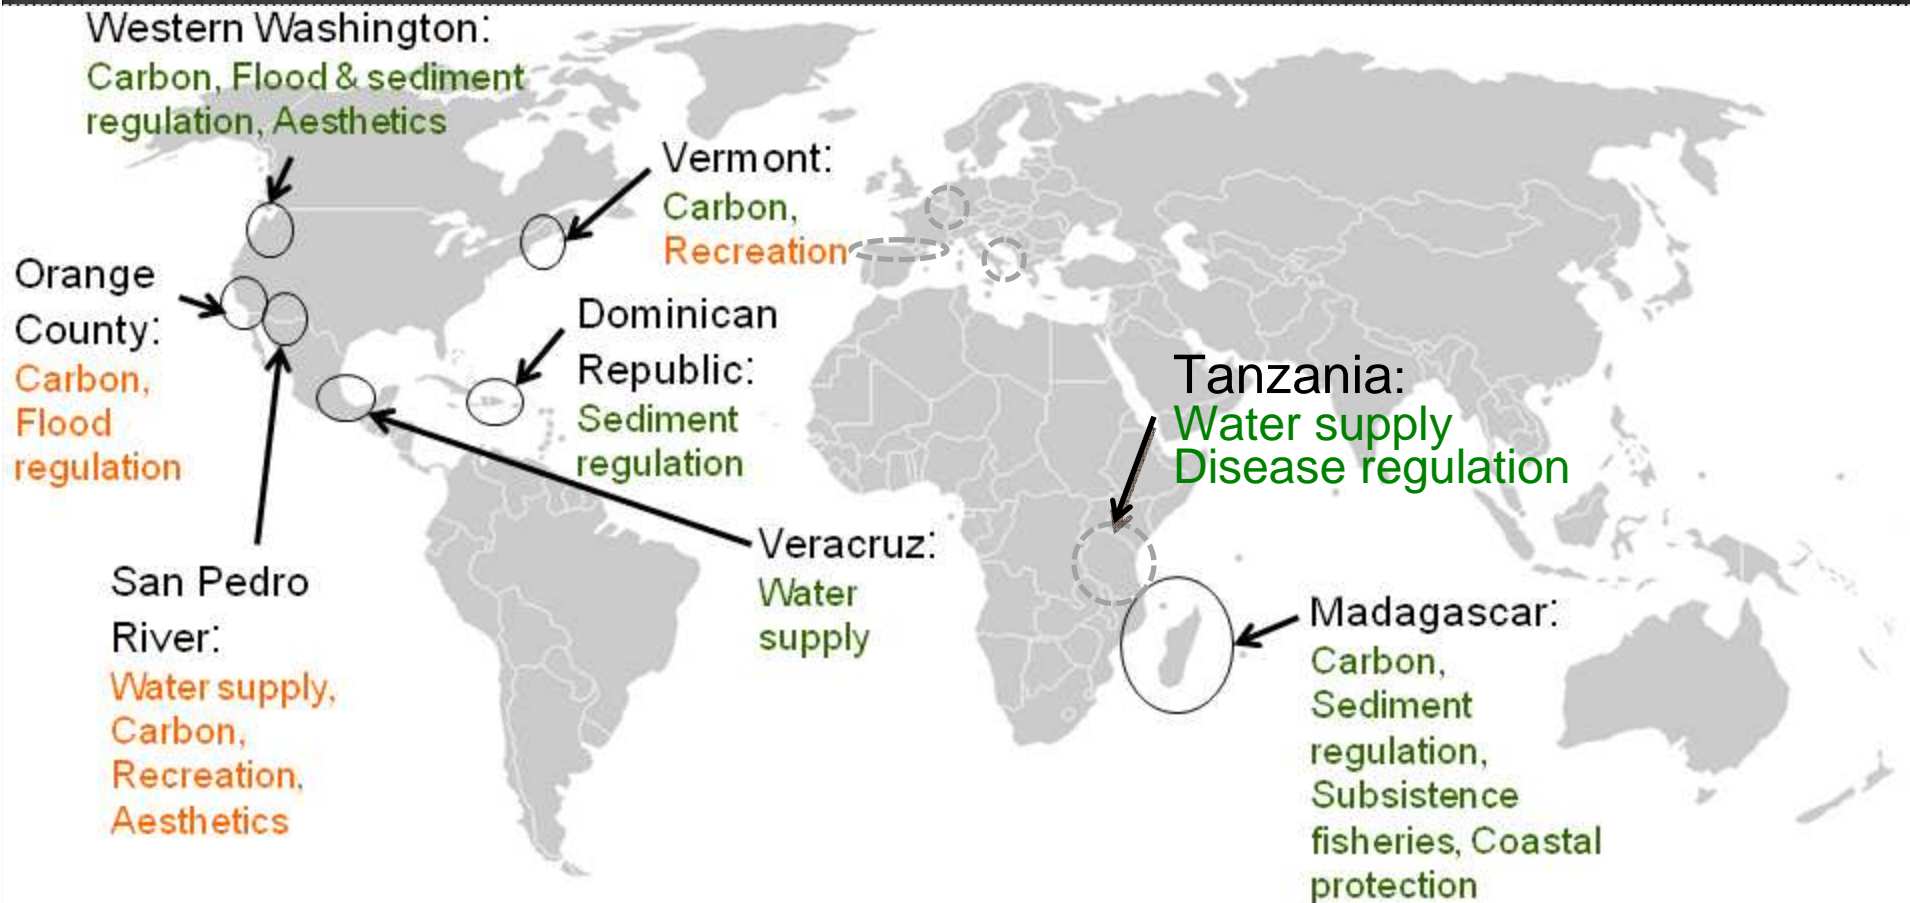 Western Washington:
Carbon, Flood & sediment
regulation, Aesthetics
Vermont:
Carbon,
Recreation
Orange
County:
Carbon,
Flood
regulation
Dominican
Republic:
Sediment
regulation
Tanzania:
Water supply
Disease regulation
San Pedro
River:
Water supply,
Carbon,
Recreation,
Aesthetics
Veracruz:
Water
supply
Madagascar:
Carbon,
Sediment
regulation,
Subsistence
fisheries, Coastal
protection